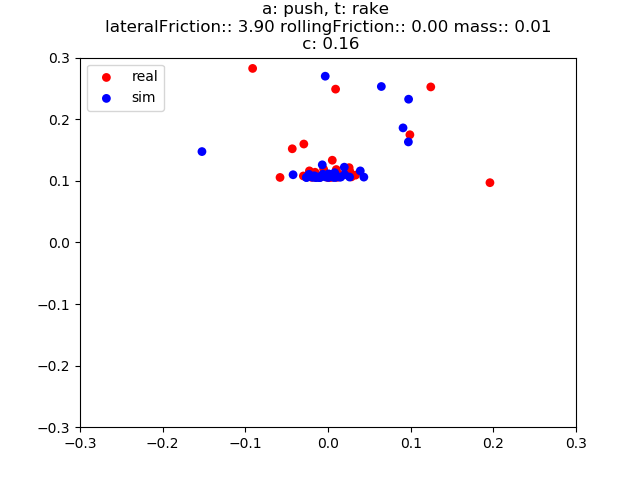 a: push, t: rake
lateralFriction:: 3.90 rollingFriction:: 0.00 mass:: 0.01
c: 0.16
0.3
real
sim
0.2
0.1
0.0
−0.1
−0.2
−0.3
−0.3 −0.2 −0.1 0.0 0.1 0.2 0.3